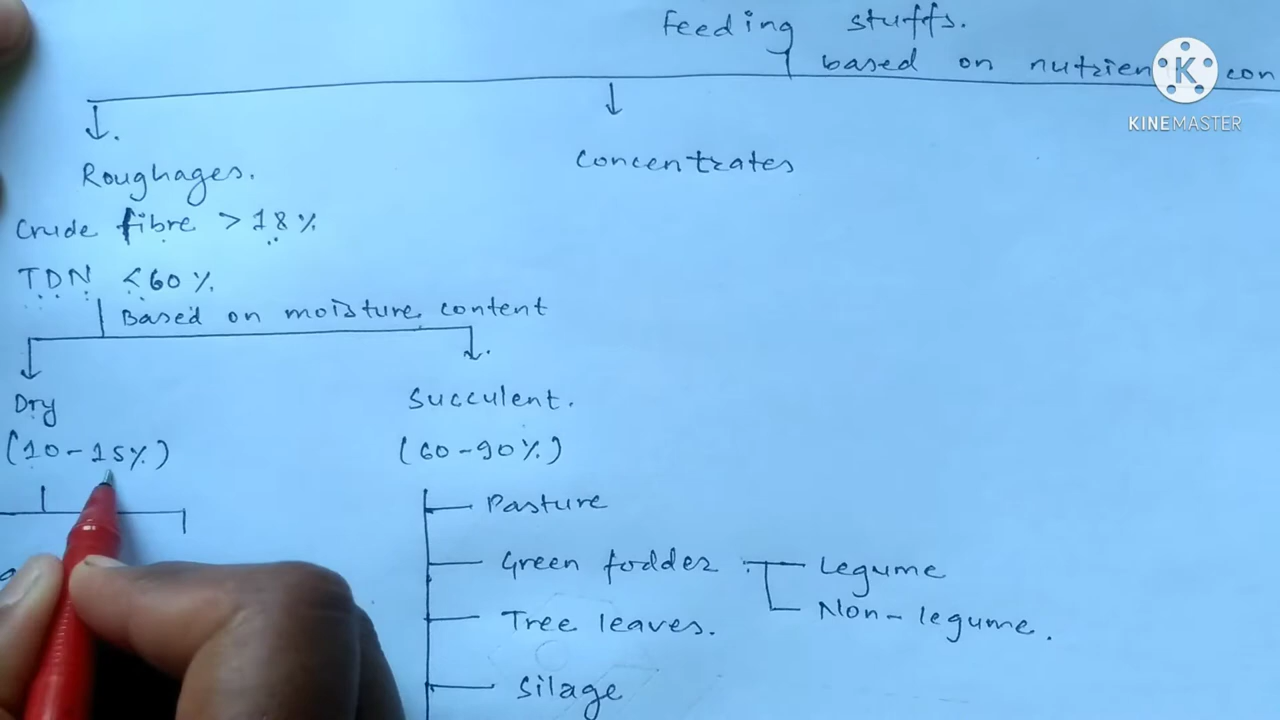 Feeding stuffs.
based on nutrien con
KINEMASTER
Roughages.
Concentrates
Crude fibre > 18%
TDN < 60%
Based on moisture content
Dry
Succulent.
(10-15%)
(60-90%)
Pasture
Green fodder
Legume
Non-legume.
Tree leaves.
Silage